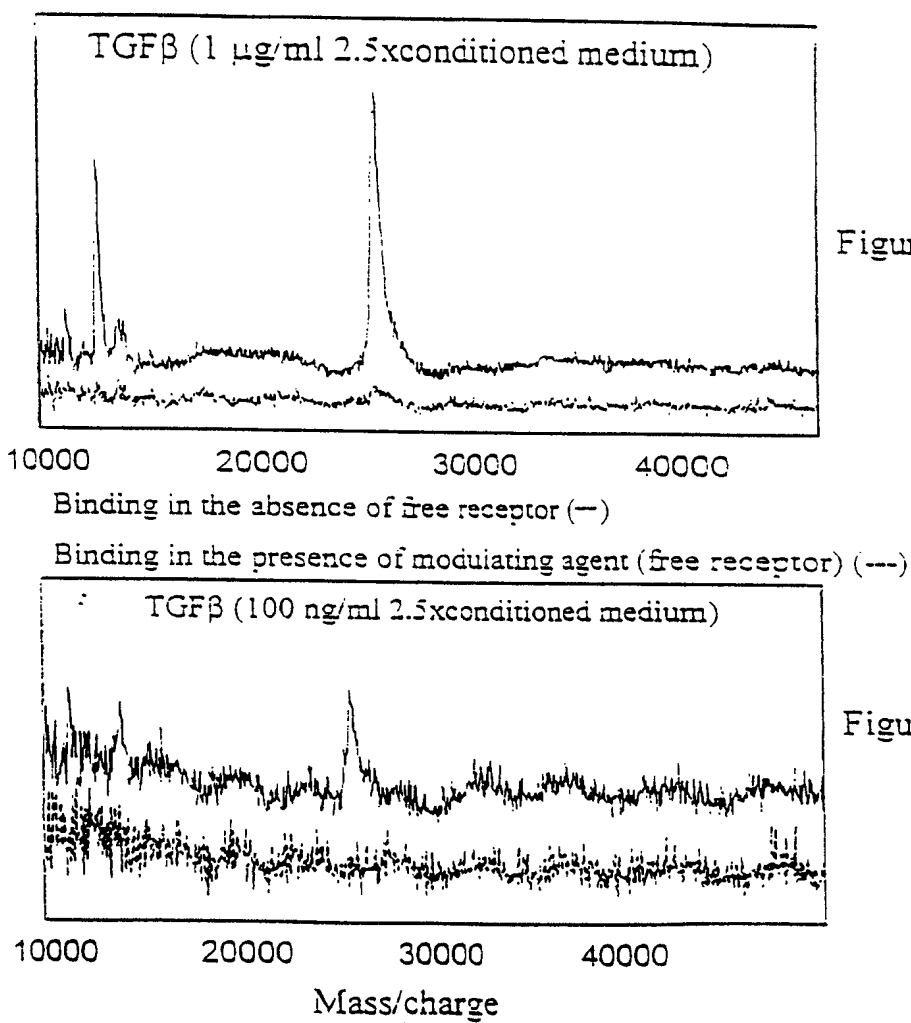 TGFβ (1 μg/ml 2.5xconditioned medium)
Figu
10000 20000 30000 40000
Binding in the absence of free receptor (—)
Binding in the presence of modulating agent (free receptor) (---)
TGFβ (100 ng/ml 2.5xconditioned medium)
Figu
10000 20000 30000 40000
Mass/charge